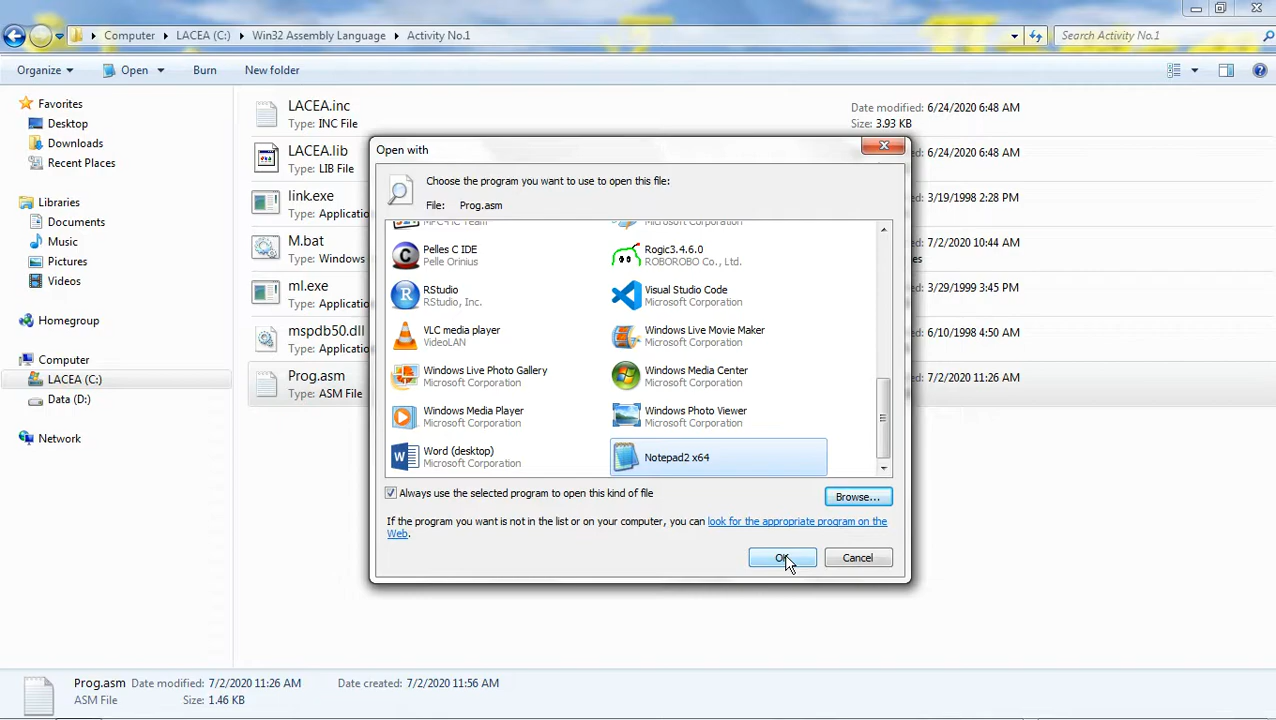 Computer LACEA (C:) Win32 Assembly Language Activity No.1
Search Activity No.1
Organize Open Burn New folder
Favorites
Desktop
Downloads
Recent Places
Libraries
Documents
Music
Pictures
Videos
Homegroup
Computer
LACEA (C:)
Data (D:)
Network
LACEA.inc
Type: INC File
Date modified: 6/24/2020 6:48 AM
Size: 3.93 KB
LACEA.lib
Type: LIB File
6/24/2020 6:48 AM
link.exe
3/19/1998 2:28 PM
M.bat
Type: Windows
7/2/2020 10:44 AM
ml.exe
3/29/1999 3:45 PM
mspdb50.dll
6/10/1998 4:50 AM
Prog.asm
Type: ASM File
7/2/2020 11:26 AM
Open with
Choose the program you want to use to open this file:
File: Prog.asm
MPC-HC Team
Microsoft Corporation
Pelles C IDE
Pelle Orinius
Rogic3.4.6.0
ROBOROBO Co., Ltd.
RStudio
RStudio, Inc.
Visual Studio Code
Microsoft Corporation
VLC media player
VideoLAN
Windows Live Movie Maker
Microsoft Corporation
Windows Live Photo Gallery
Microsoft Corporation
Windows Media Center
Microsoft Corporation
Windows Media Player
Microsoft Corporation
Windows Photo Viewer
Microsoft Corporation
Word (desktop)
Microsoft Corporation
Notepad2 x64
Always use the selected program to open this kind of file
Browse...
If the program you want is not in the list or on your computer, you can look for the appropriate program on the
Web.
OK
Cancel
Prog.asm Date modified: 7/2/2020 11:26 AM Date created: 7/2/2020 11:56 AM
ASM File Size: 1.46 KB